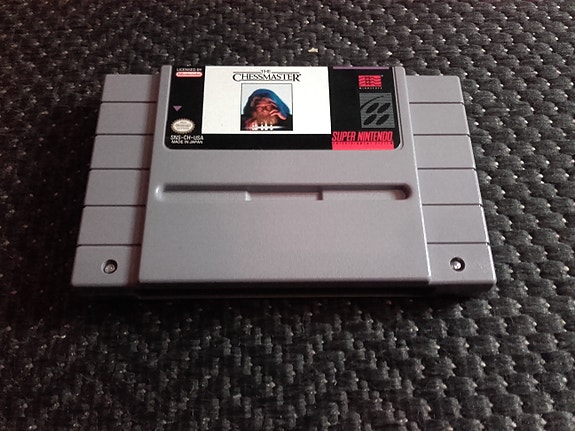 LICENSED BY
THE
CHESSMASTER
SNS-CH-USA
MADE IN JAPAN
SUPER NINTENDO